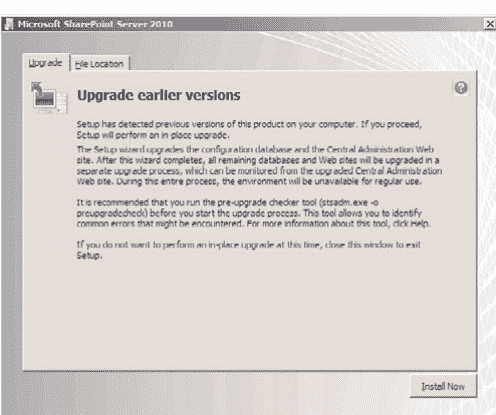 Microsoft SharePoint Server 2010
Upgrade
File Location
Upgrade earlier versions
Setup has detected previous versions of this product on your computer. If you proceed,
Setup will perform an in place upgrade.
The Setup wizard upgrades the configuration database and the Central Administration Web
site. After this wizard completes, all remaining databases and Web sites will be upgraded in a
separate upgrade process, which can be monitored from the upgraded Central Administration
Web site. During this entire process, the environment will be unavailable for regular use.
It is recommended that you run the pre-upgrade checker tool (stsadm.exe -o
preupgradecheck) before you start the upgrade process. This tool allows you to identify
common errors that might be encountered. For more information about this tool, click Help.
If you do not want to perform an in-place upgrade at this time, close this window to exit
Setup.
Install Now